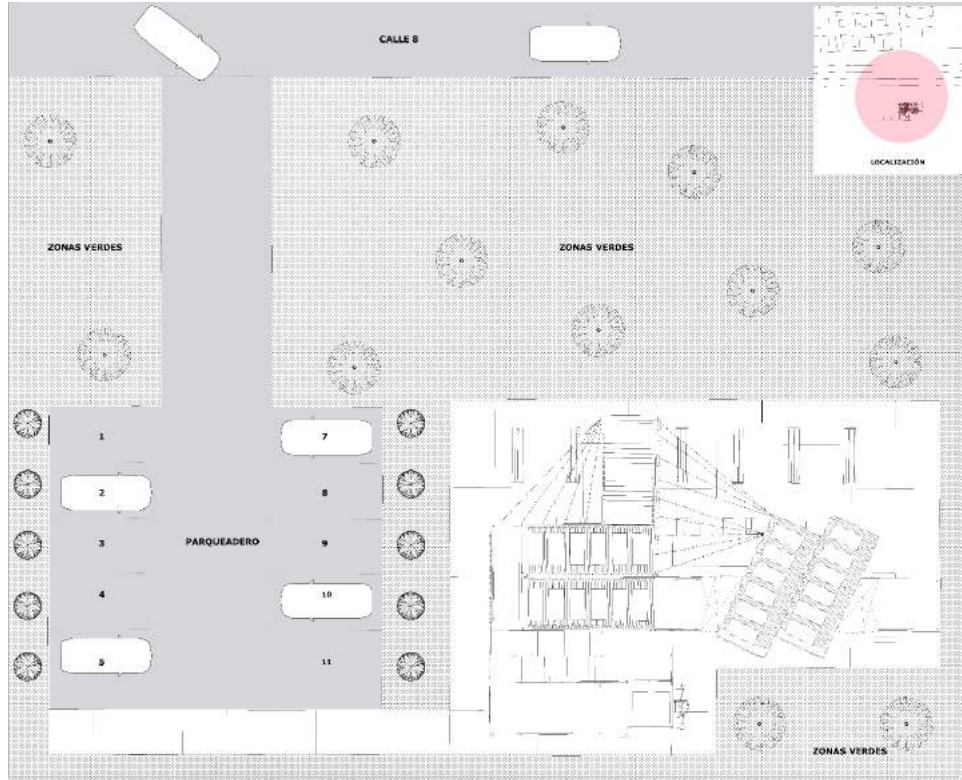 CALLE 8
LOCALIZACIÓN
ZONAS VERDES
ZONAS VERDES
1
7
2
8
3
PARQUEADERO
9
4
10
5
11
ZONAS VERDES